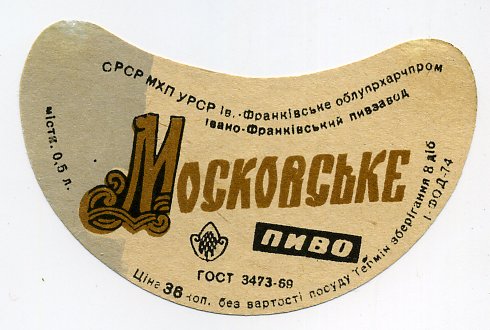 СРСР МХП УРСР Ів.-Франківське облупрхарчпром
Івано-Франківський пивзавод
Московське
пиво
містк. 0,5 л.
ГОСТ 3473-69
Ціна 36 коп. без вартості посуду Термін зберігання 8 діб
І-ФОД-74